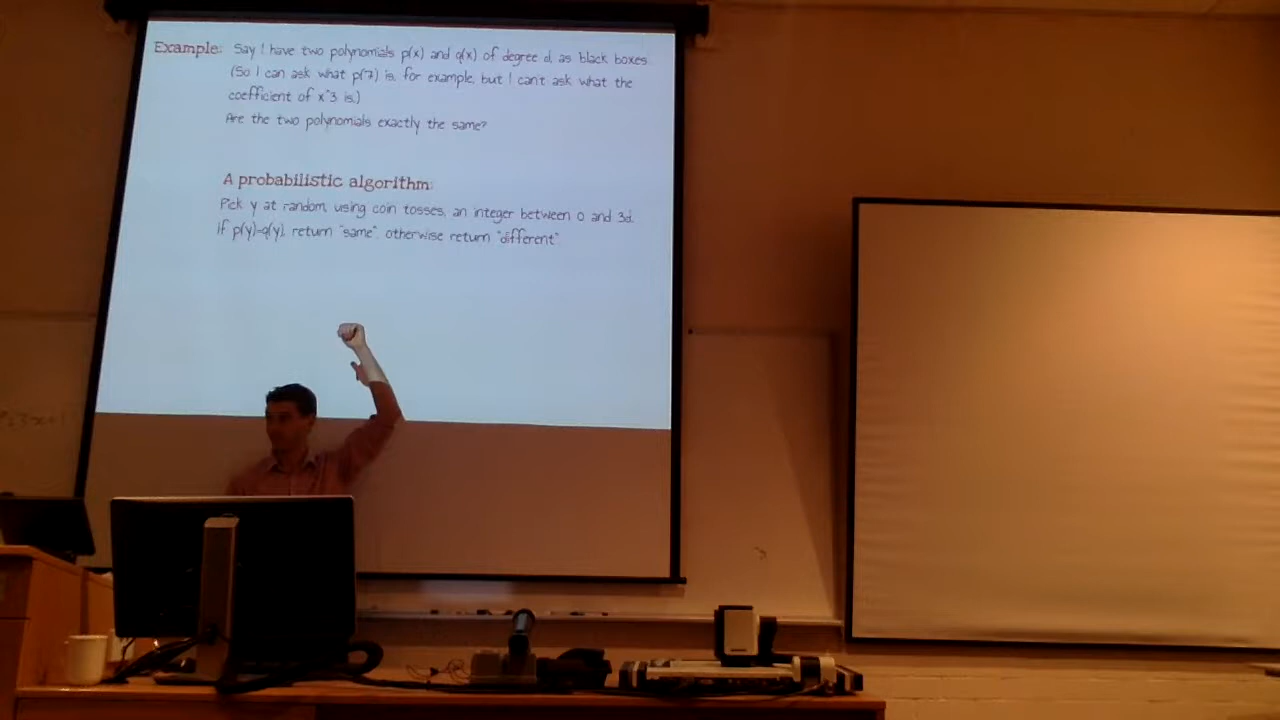 Example: Say I have two polynomials p(x) and q(x) of degree d, as black boxes.
(So I can ask what p(7) is, for example, but I can't ask what the
coefficient of x^3 is.)
Are the two polynomials exactly the same?
A probabilistic algorithm:
Pick y at random, using coin tosses, an integer between 0 and 3d.
If p(y)=q(y), return "same", otherwise return "different".